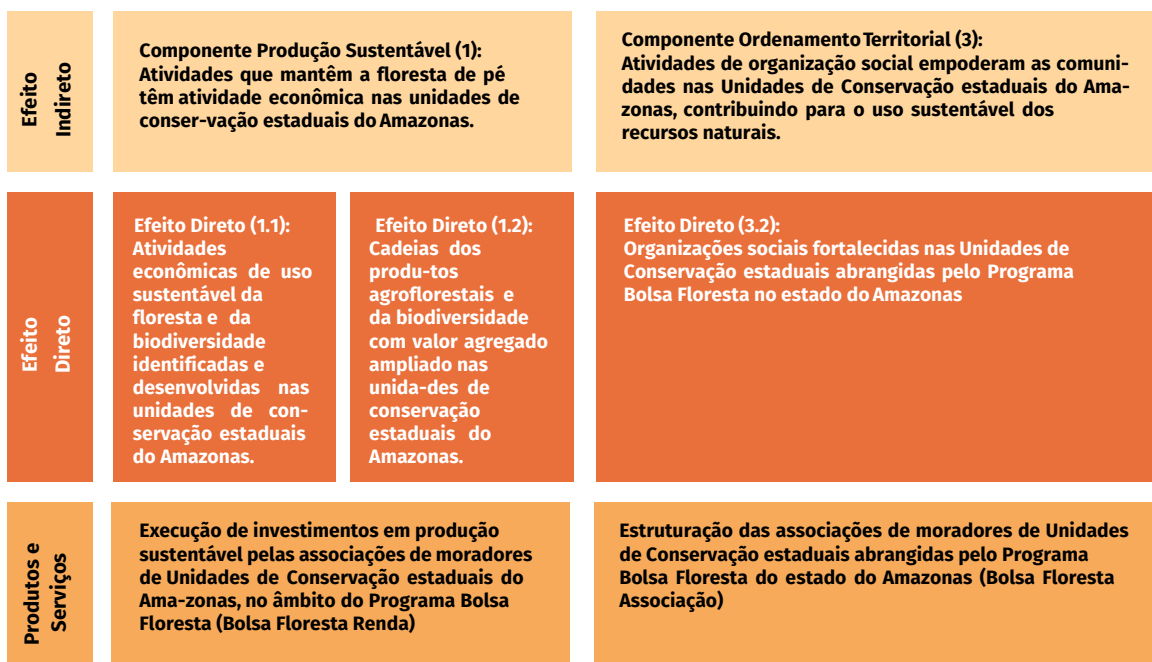 Efeito
Indireto
Componente Produção Sustentável (1):
Atividades que mantêm a floresta de pé
têm atividade econômica nas unidades de
conser-vação estaduais do Amazonas.
Componente Ordenamento Territorial (3):
Atividades de organização social empoderam as comuni-
dades nas Unidades de Conservação estaduais do Ama-
zonas, contribuindo para o uso sustentável dos
recursos naturais.
Efeito
Direto
Efeito Direto (1.1):
Atividades
econômicas de uso
sustentável da
floresta e da
biodiversidade
identificadas e
desenvolvidas nas
unidades de con-
servação estaduais
do Amazonas.
Efeito Direto (1.2):
Cadeias dos
produ-tos
agroflorestais e
da biodiversidade
com valor agregado
ampliado nas
unida-des de
conservação
estaduais do
Amazonas.
Efeito Direto (3.2):
Organizações sociais fortalecidas nas Unidades de
Conservação estaduais abrangidas pelo Programa
Bolsa Floresta no estado do Amazonas
Produtos e
Serviços
Execução de investimentos em produção
sustentável pelas associações de moradores
de Unidades de Conservação estaduais do
Ama-zonas, no âmbito do Programa Bolsa
Floresta (Bolsa Floresta Renda)
Estruturação das associações de moradores de Unidades
de Conservação estaduais abrangidas pelo Programa
Bolsa Floresta do estado do Amazonas (Bolsa Floresta
Associação)